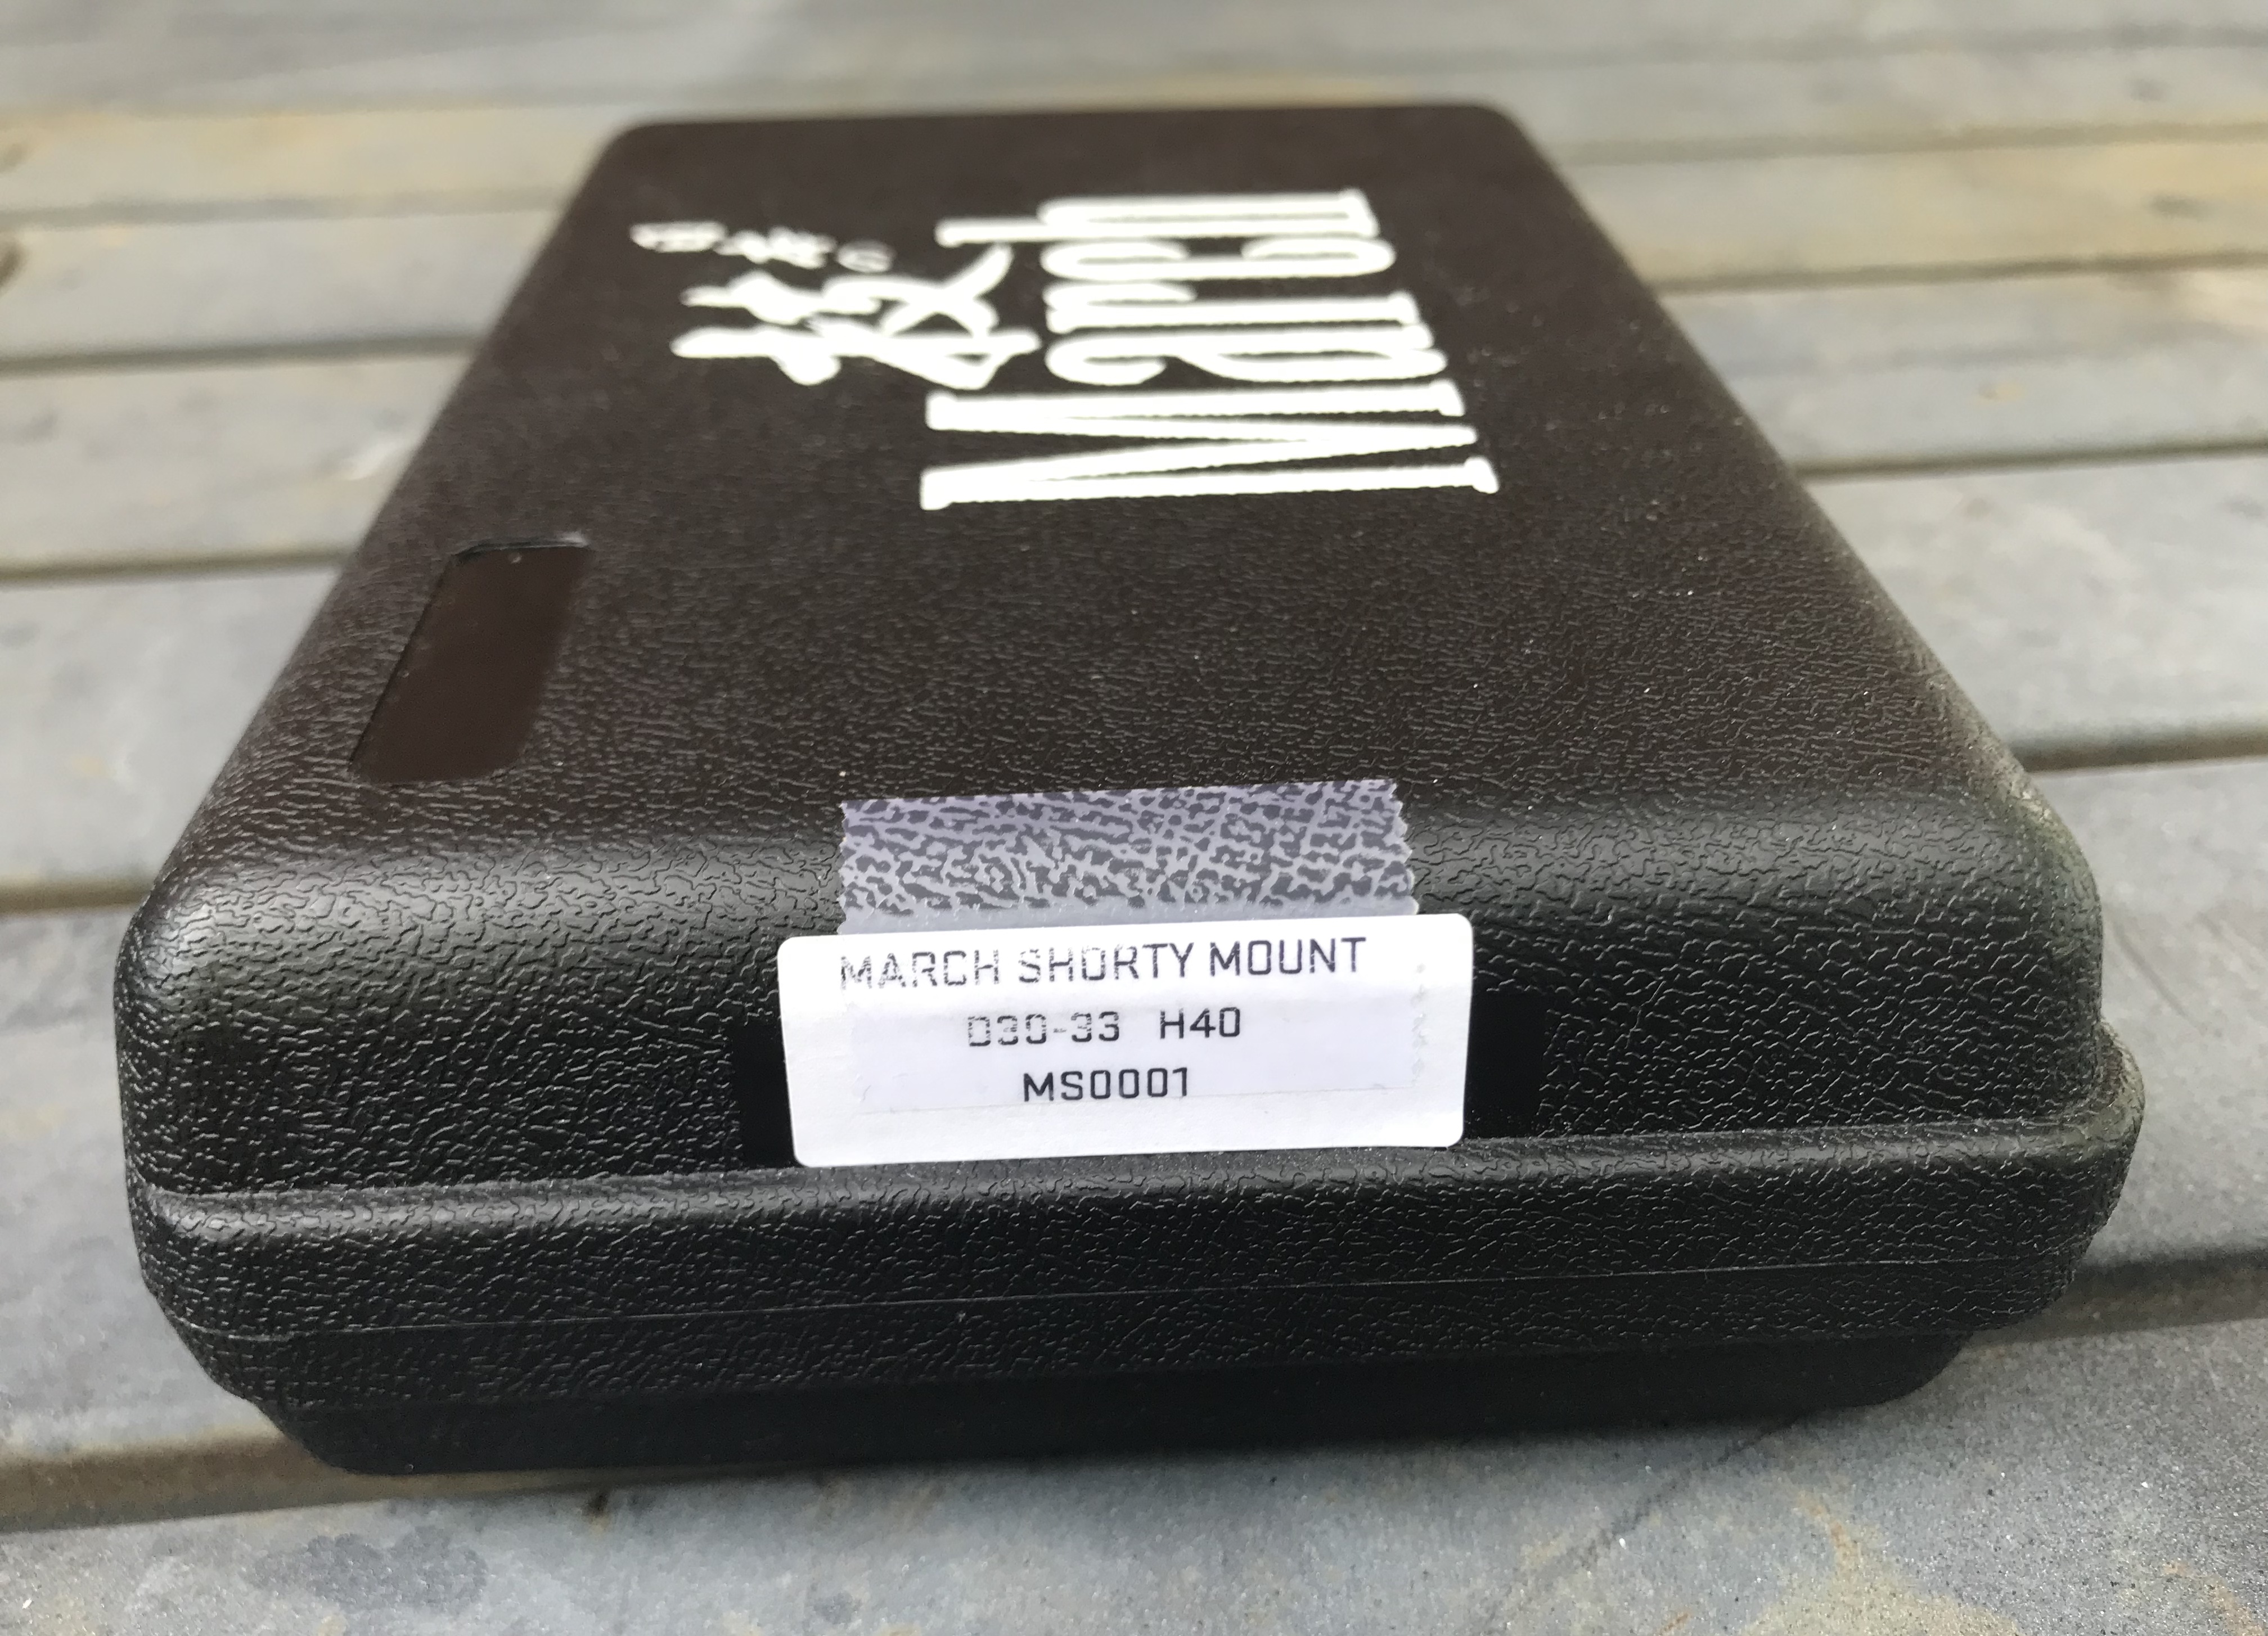 March
MARCH SHORTY MOUNT
D30-33 H40
MS0001